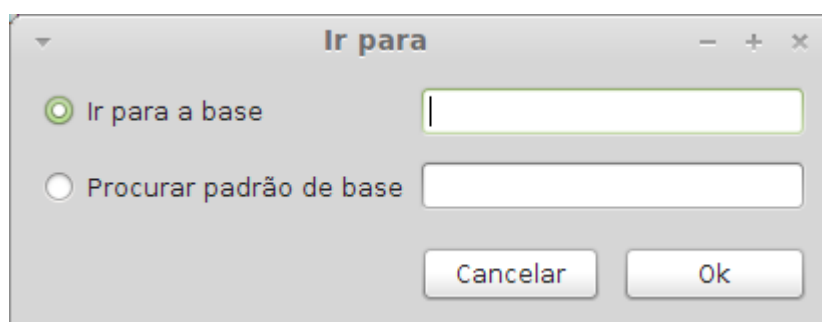 Ir para
Ir para a base
Procurar padrão de base
Cancelar Ok